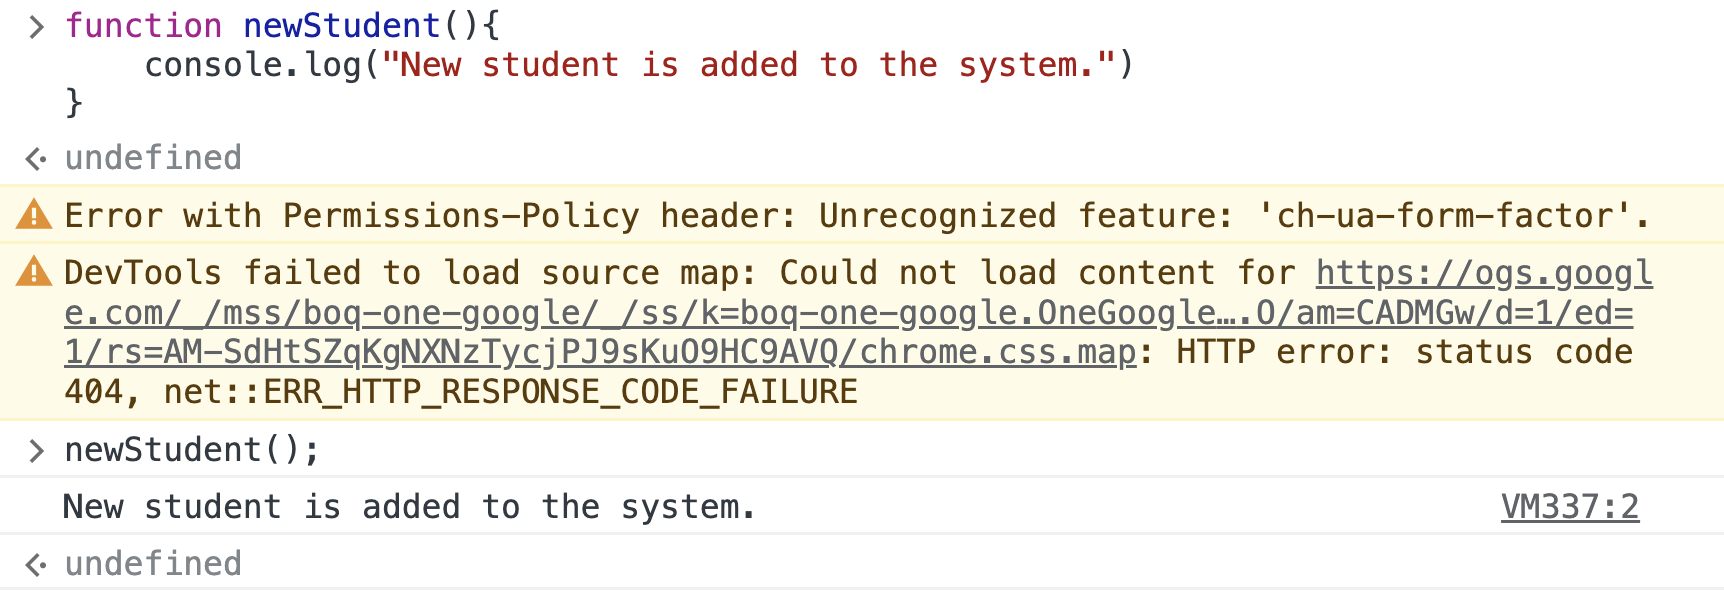 > function newStudent(){
console.log("New student is added to the system.")
}
undefined
Error with Permissions-Policy header: Unrecognized feature: 'ch-ua-form-factor'.
DevTools failed to load source map: Could not load content for https://ogs.googl
e.com/_/mss/boq-one-google/_/ss/k=boq-one-google.OneGoogle….O/am=CADMGw/d=1/ed=
1/rs=AM-SdHtSZqKgNXNzTycjPJ9sKuO9HC9AVQ/chrome.css.map: HTTP error: status code
404, net::ERR_HTTP_RESPONSE_CODE_FAILURE
> newStudent();
New student is added to the system. VM337:2
undefined